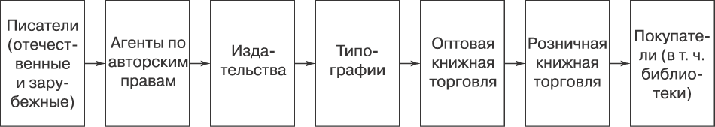 Писатели
(отечест-
венные
и зару-
бежные)
Агенты по
авторским
правам
Изда-
тельства
Типо-
графии
Оптовая
книжная
торговля
Розничная
книжная
торговля
Покупате-
ли (в т. ч.
библио-
теки)